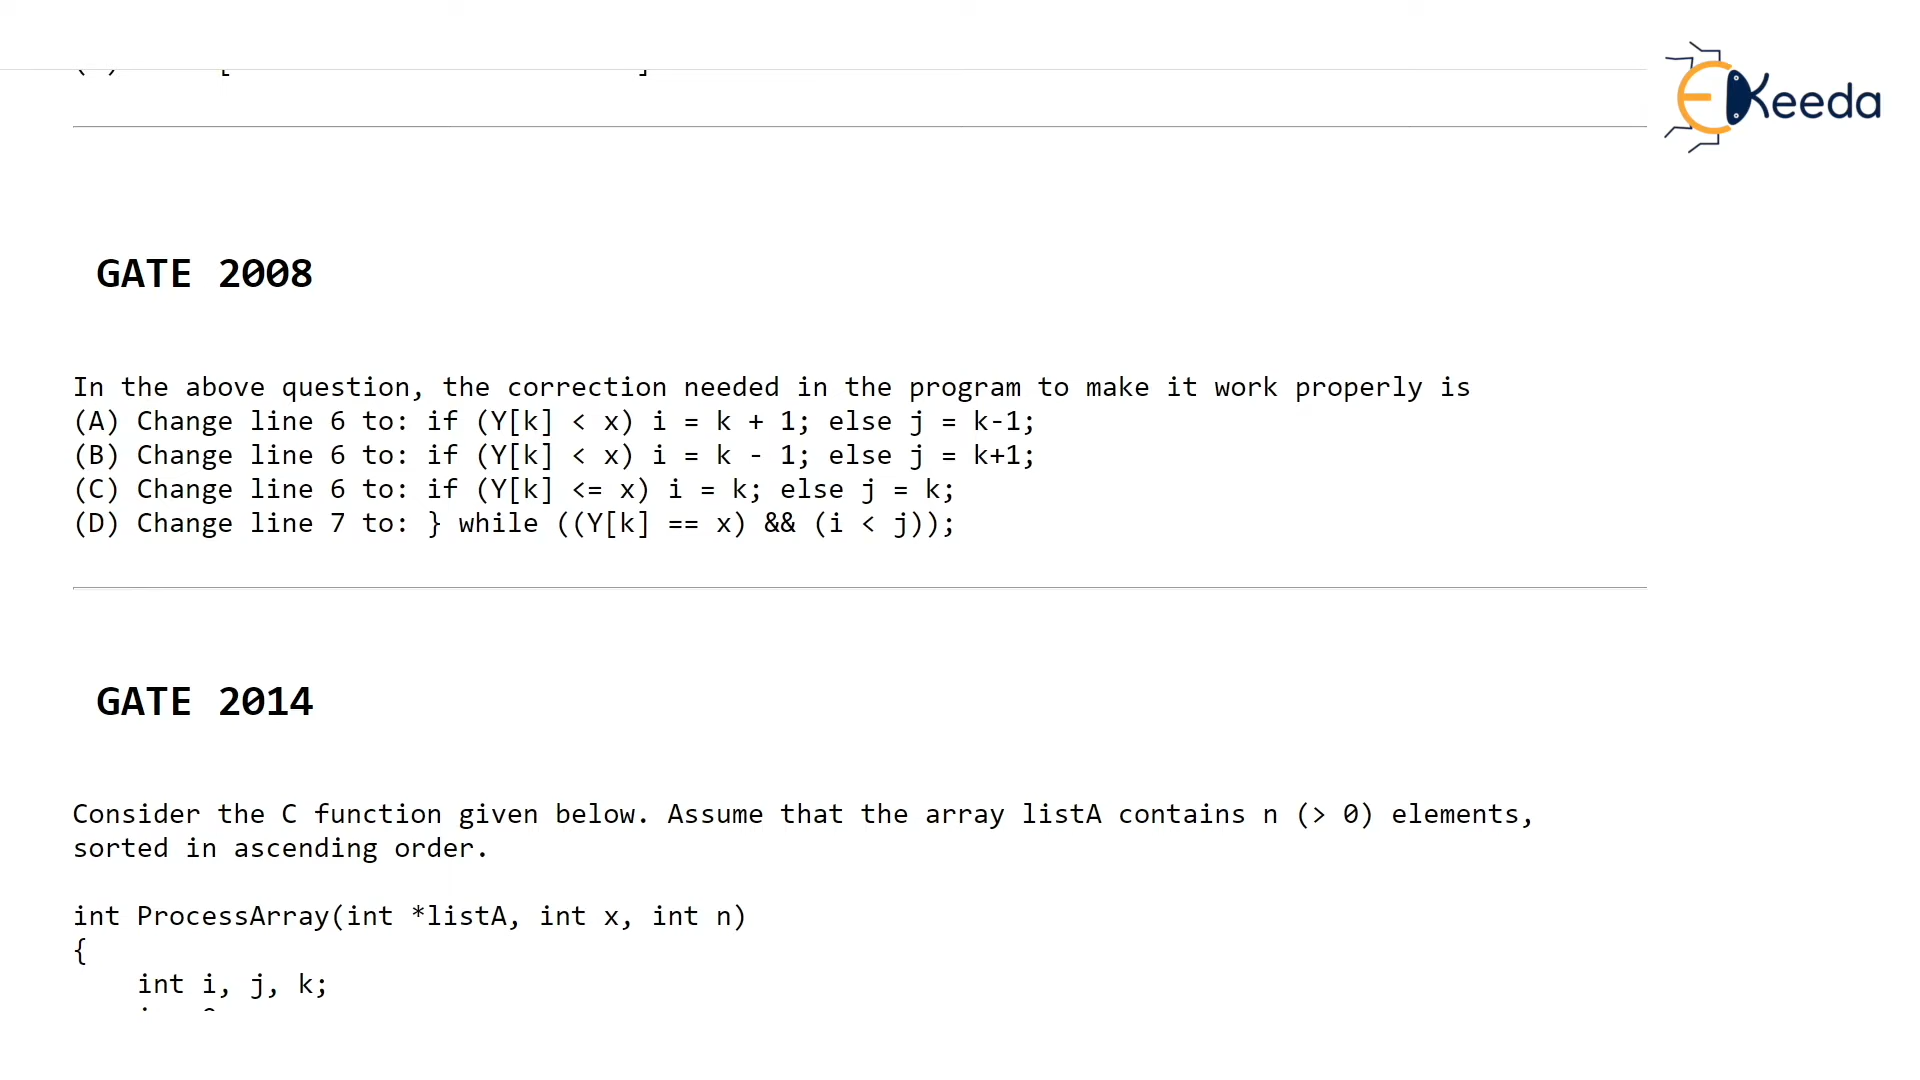 Keeda
GATE 2008
In the above question, the correction needed in the program to make it work properly is
(A) Change line 6 to: if (Y[k] < x) i = k + 1; else j = k-1;
(B) Change line 6 to: if (Y[k] < x) i = k - 1; else j = k+1;
(C) Change line 6 to: if (Y[k] <= x) i = k; else j = k;
(D) Change line 7 to: } while ((Y[k] == x) && (i < j));
GATE 2014
Consider the C function given below. Assume that the array listA contains n (> 0) elements,
sorted in ascending order.
int ProcessArray(int *listA, int x, int n)
{
    int i, j, k;